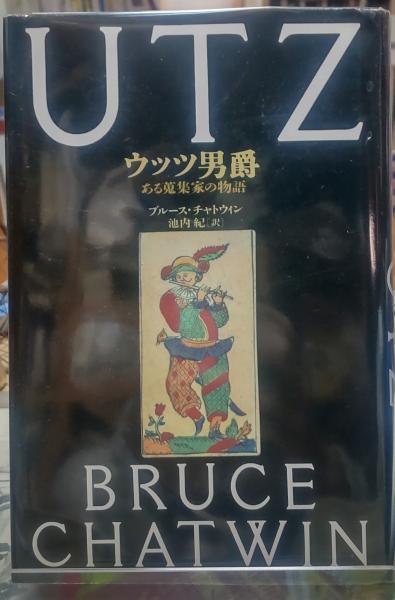 UTZ
ウッツ男爵
ある蒐集家の物語
ブルース・チャトウィン
池内 紀[訳]
BRUCE
CHATWIN